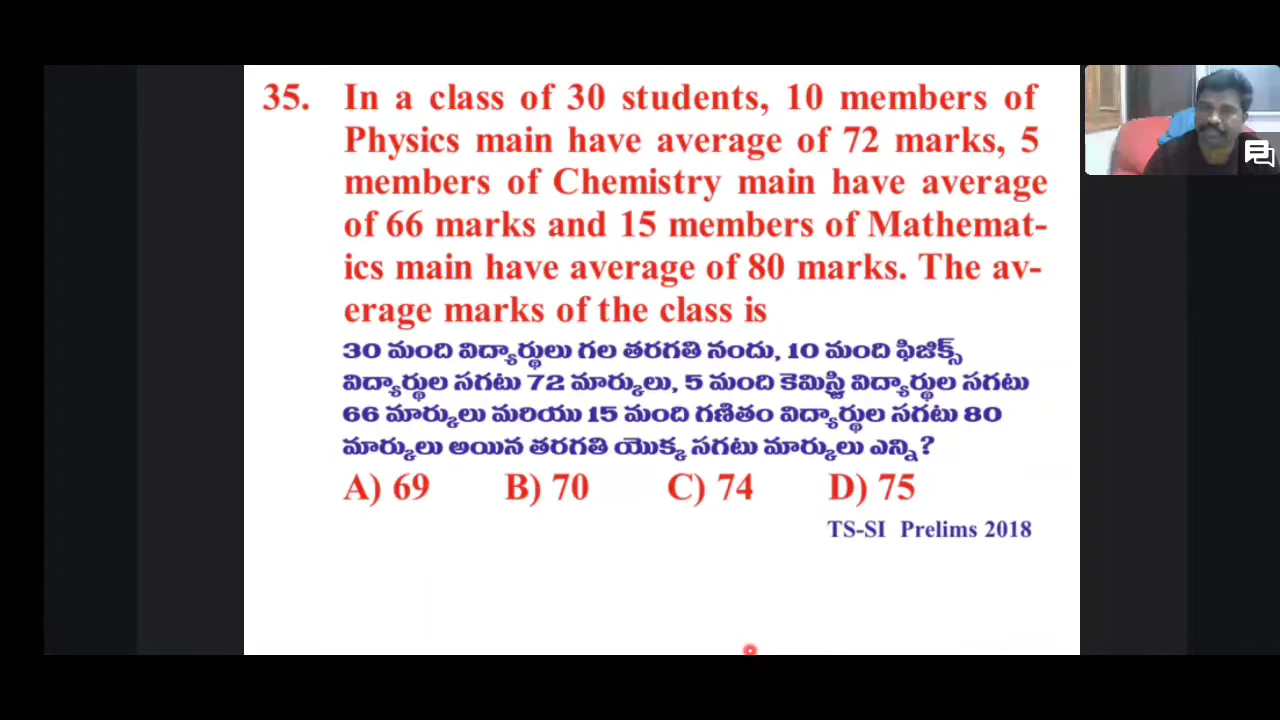 35. In a class of 30 students, 10 members of
Physics main have average of 72 marks, 5
members of Chemistry main have average
of 66 marks and 15 members of Mathemat-
ics main have average of 80 marks. The av-
erage marks of the class is
30 మంది విద్యార్థులు గల తరగతి నందు, 10 మంది ఫిజిక్స్
విద్యార్థుల సగటు 72 మార్కులు, 5 మంది కెమిస్ట్రి విద్యార్థుల సగటు
66 మార్కులు మరియు 15 మంది గణితం విద్యార్థుల సగటు 80
మార్కులు అయిన తరగతి యొక్క సగటు మార్కులు ఎన్ని?
A) 69 B) 70 C) 74 D) 75
TS-SI Prelims 2018